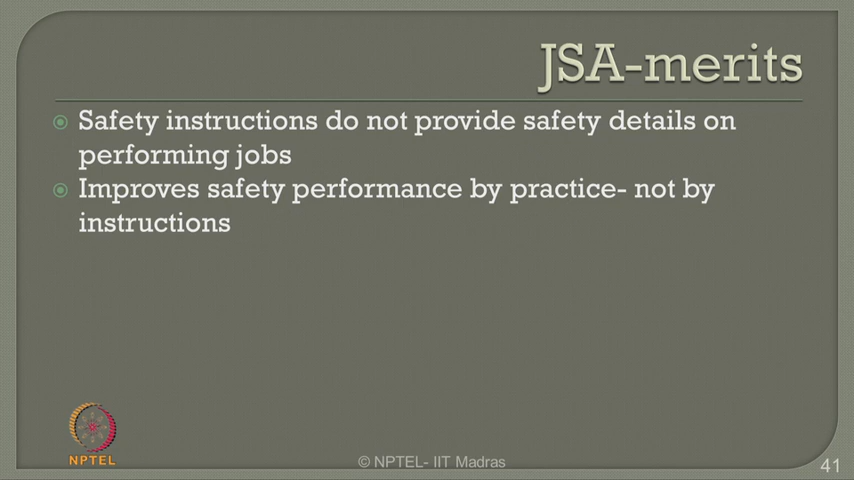 JSA-merits
Safety instructions do not provide safety details on
performing jobs
Improves safety performance by practice- not by
instructions
NPTEL
© NPTEL- IIT Madras
41